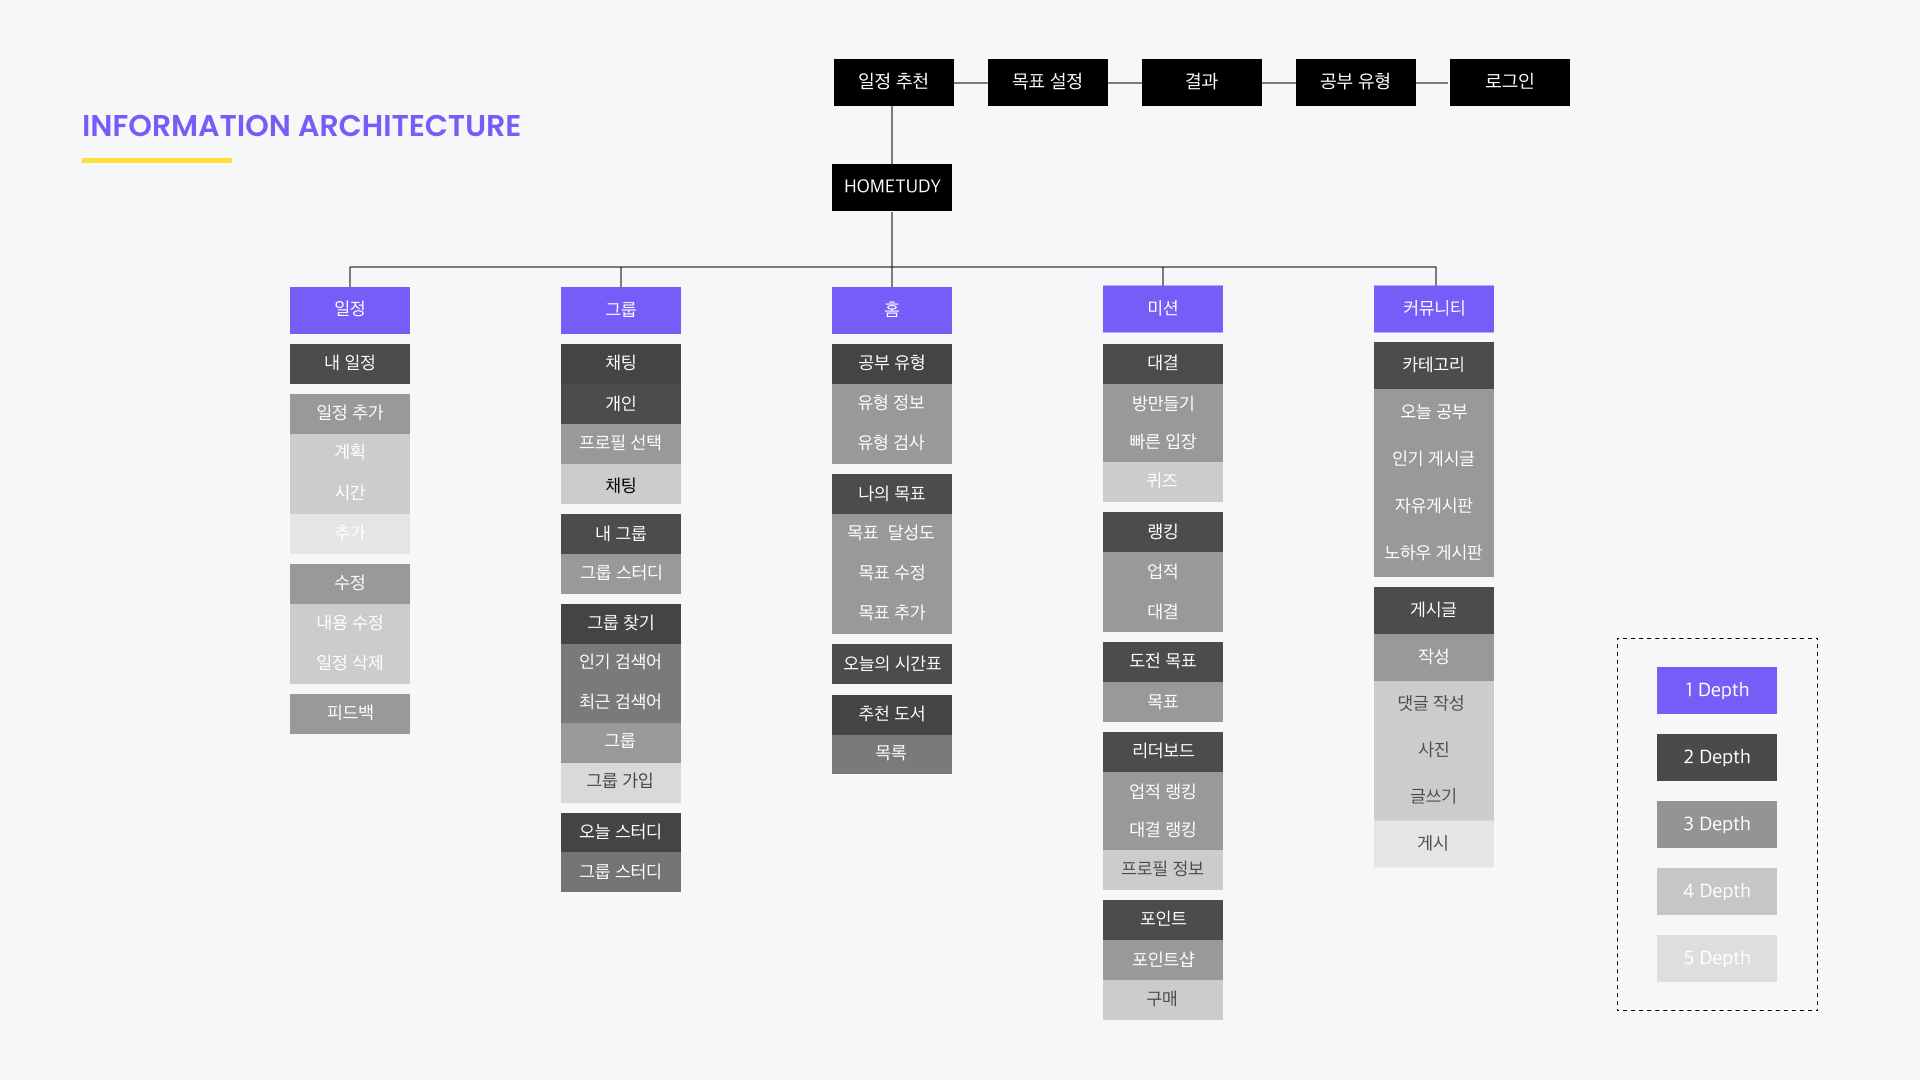 INFORMATION ARCHITECTURE
일정 추천
목표 설정
결과
공부 유형
로그인
HOMETUDY
일정
내 일정
일정 추가
계획
시간
추가
수정
내용 수정
일정 삭제
피드백
그룹
채팅
개인
프로필 선택
채팅
내 그룹
그룹 스터디
그룹 찾기
인기 검색어
최근 검색어
그룹
그룹 가입
오늘 스터디
그룹 스터디
홈
공부 유형
유형 정보
유형 검사
나의 목표
목표 달성도
목표 수정
목표 추가
오늘의 시간표
추천 도서
목록
미션
대결
방만들기
빠른 입장
퀴즈
랭킹
업적
대결
도전 목표
목표
리더보드
업적 랭킹
대결 랭킹
프로필 정보
포인트
포인트샵
구매
커뮤니티
카테고리
오늘 공부
인기 게시글
자유게시판
노하우 게시판
게시글
작성
댓글 작성
사진
글쓰기
게시
1 Depth
2 Depth
3 Depth
4 Depth
5 Depth